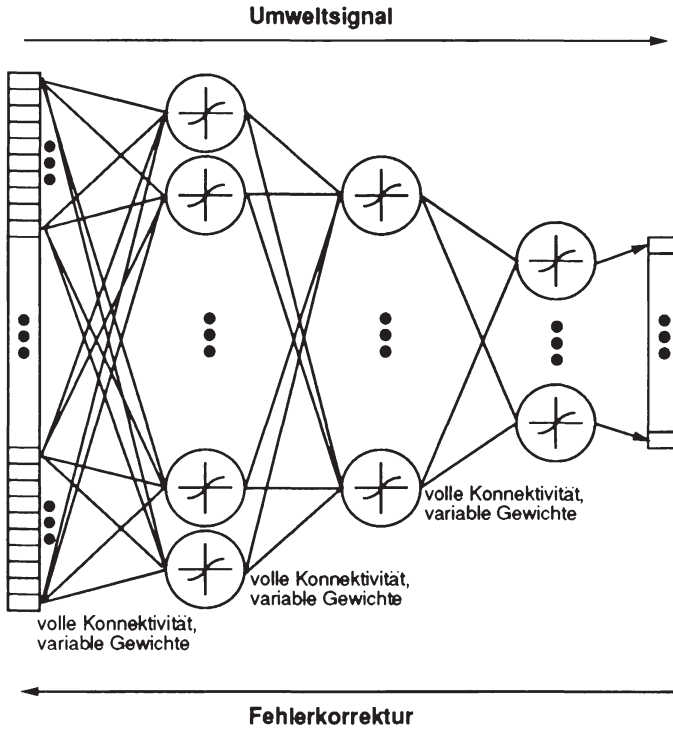 Umweltsignal
volle Konnektivität,
variable Gewichte
volle Konnektivität,
variable Gewichte
volle Konnektivität,
variable Gewichte
Fehlerkorrektur